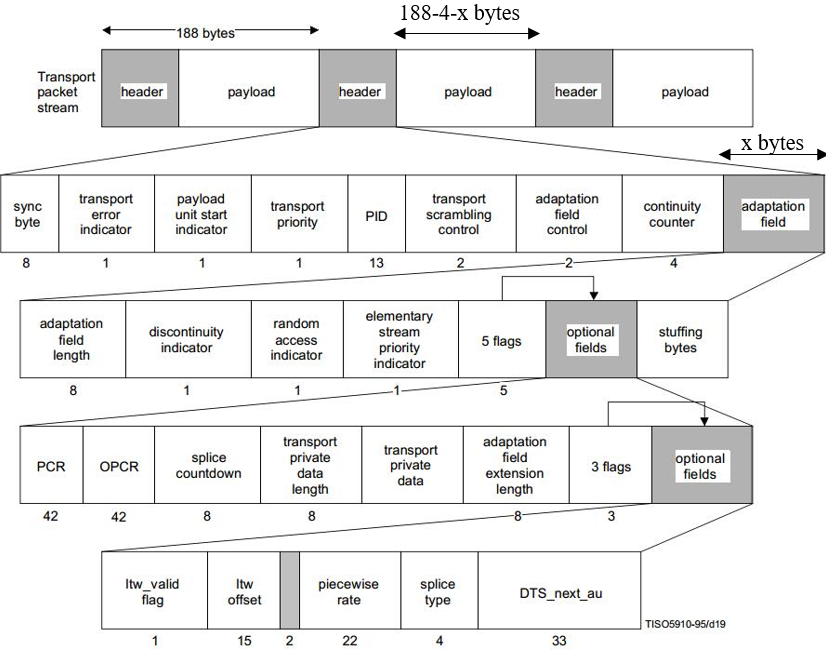 188-4-x bytes
188 bytes
Transport
packet
stream
header
payload
header
payload
header
payload
x bytes
sync
byte
transport
error
indicator
payload
unit start
indicator
transport
priority
PID
transport
scrambling
control
adaptation
field
control
continuity
counter
adaptation
field
8
1
1
1
13
2
2
4
adaptation
field
length
discontinuity
indicator
random
access
indicator
elementary
stream
priority
indicator
5 flags
optional
fields
stuffing
bytes
8
1
1
1
5
PCR
OPCR
splice
countdown
transport
private
data
length
transport
private
data
adaptation
field
extension
length
3 flags
optional
fields
42
42
8
8
8
3
ltw_valid
flag
ltw
offset
piecewise
rate
splice
type
DTS_next_au
TISO5910-95/d19
1
15
2
22
4
33